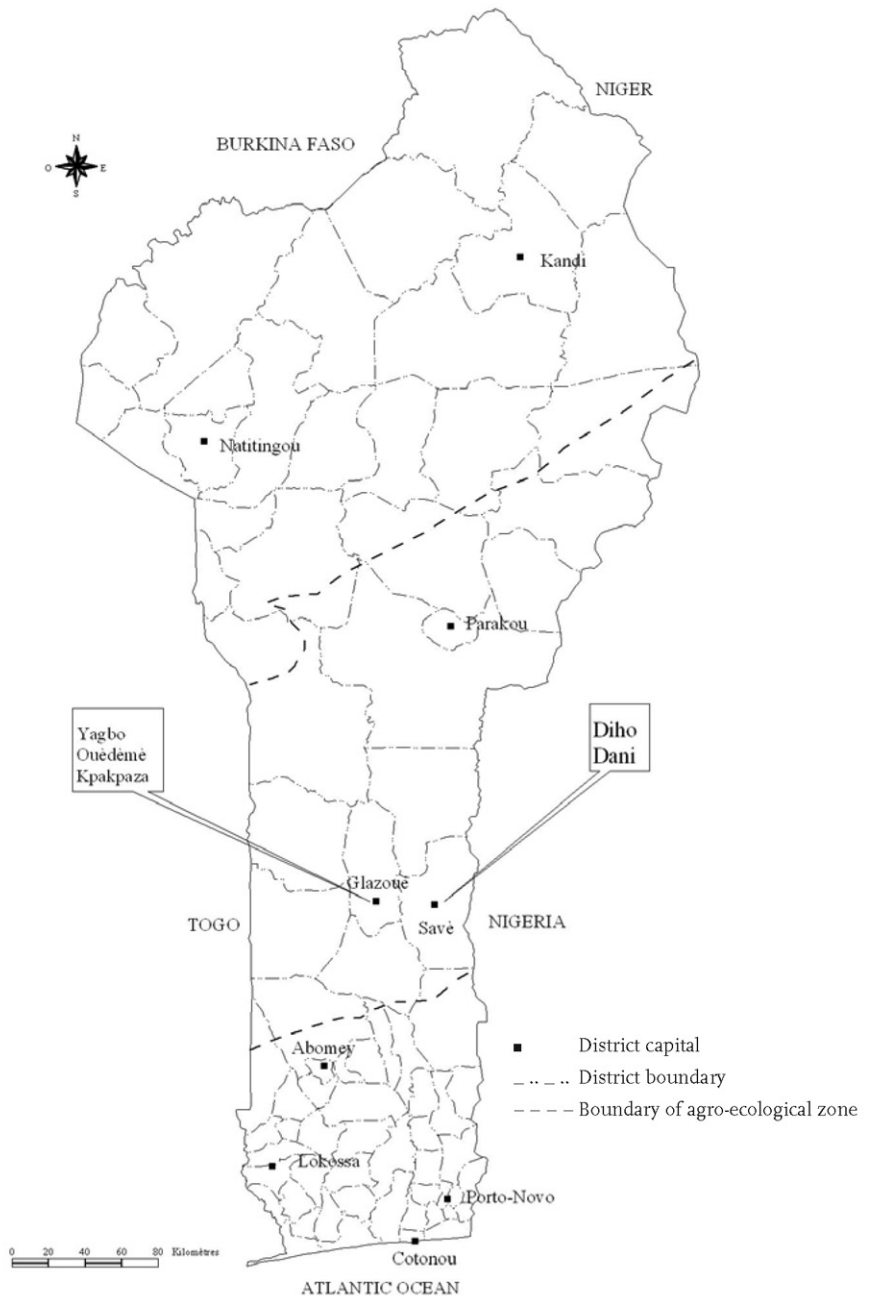 NIGER
BURKINA FASO
N
O E
S
Kandi
Natitingou
Parakou
Yagbo
Ouèdèmè
Kpakpaza
Diho
Dani
Glazoué
Savè
TOGO
NIGERIA
Abomey
District capital
District boundary
Boundary of agro-ecological zone
Lokossa
Porto-Novo
0 20 40 60 80 Kilomètres
Cotonou
ATLANTIC OCEAN